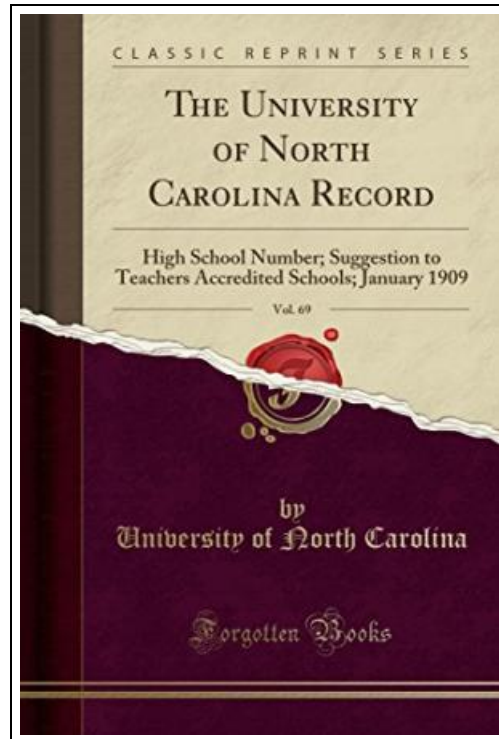 CLASSIC REPRINT SERIES
THE UNIVERSITY
OF NORTH
CAROLINA RECORD
High School Number; Suggestion to
Teachers Accredited Schools; January 1909
Vol. 69
by
University of North Carolina
Forgotten Books